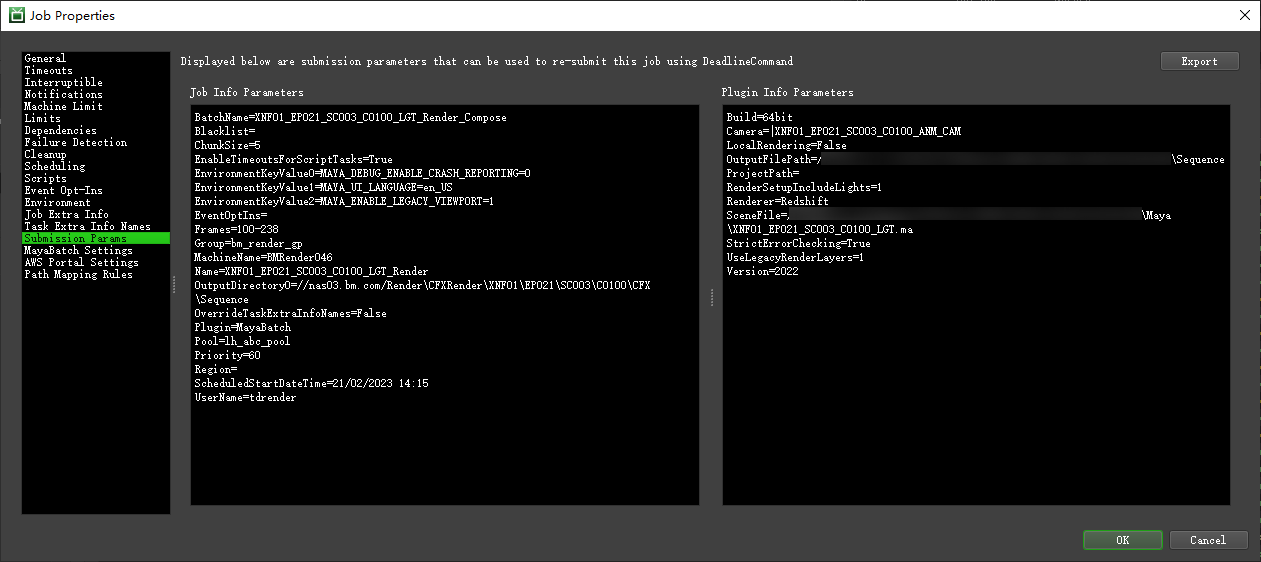 Job Properties
General
Timeouts
Interruptible
Notifications
Machine Limit
Limits
Dependencies
Failure Detection
Cleanup
Scheduling
Scripts
Event Opt-Ins
Environment
Job Extra Info
Task Extra Info Names
Submission Params
MayaBatch Settings
AWS Portal Settings
Path Mapping Rules
Displayed below are submission parameters that can be used to re-submit this job using DeadlineCommand
Export
Job Info Parameters
BatchName=XNF01_EP021_SC003_C0100_LGT_Render_Compose
Blacklist=
ChunkSize=5
EnableTimeoutsForScriptTasks=True
EnvironmentKeyValue0=MAYA_DEBUG_ENABLE_CRASH_REPORTING=0
EnvironmentKeyValue1=MAYA_UI_LANGUAGE=en_US
EnvironmentKeyValue2=MAYA_ENABLE_LEGACY_VIEWPORT=1
EventOptIns=
Frames=100-238
Group=bm_render_gp
MachineName=BMRender046
Name=XNF01_EP021_SC003_C0100_LGT_Render
OutputDirectory0=//nas03.bm.com/Render\CFXRender\XNF01\EP021\SC003\C0100\CFX
\Sequence
OverrideTaskExtraInfoNames=False
Plugin=MayaBatch
Pool=lh_abc_pool
Priority=60
Region=
ScheduledStartDateTime=21/02/2023 14:15
UserName=tdrender
Plugin Info Parameters
Build=64bit
Camera=|XNF01_EP021_SC003_C0100_ANM_CAM
LocalRendering=False
OutputFilePath=/ \Sequence
ProjectPath=
RenderSetupIncludeLights=1
Renderer=Redshift
SceneFile=/ \Maya
\XNF01_EP021_SC003_C0100_LGT.ma
StrictErrorChecking=True
UseLegacyRenderLayers=1
Version=2022
OK
Cancel